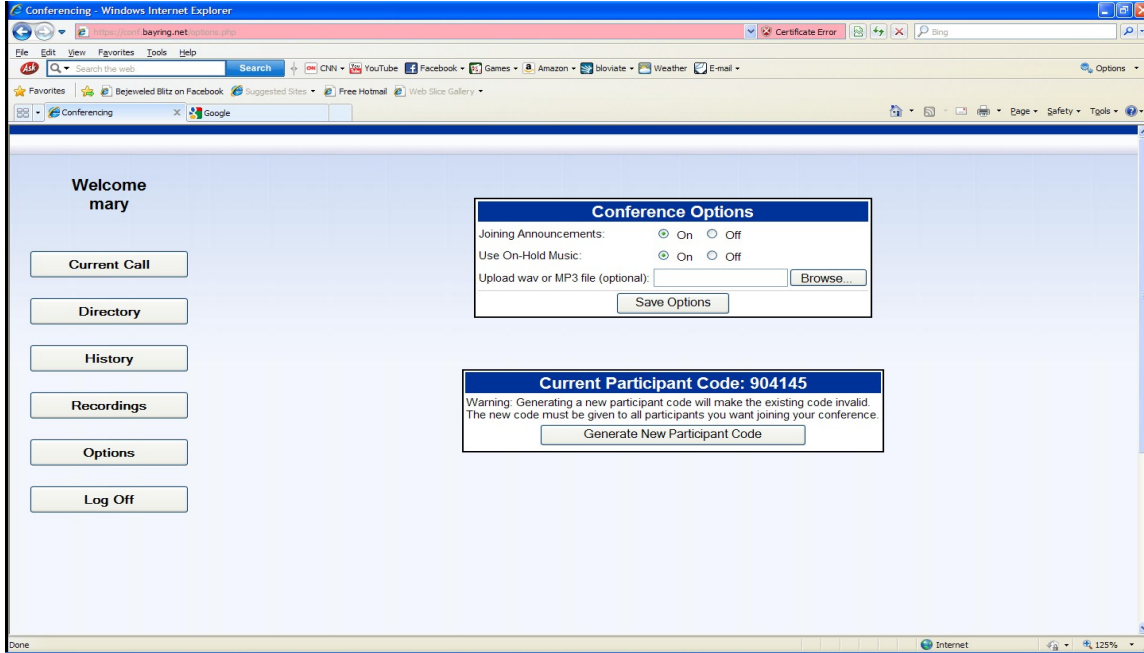 Conferencing - Windows Internet Explorer
https://conf.bayring.net/options.php Certificate Error Bing
File Edit View Favorites Tools Help
Ask Search the web Search CNN YouTube Facebook Games Amazon bloviate Weather E-mail Options
Favorites Bejeweled Blitz on Facebook Suggested Sites Free Hotmail Web Slice Gallery
Conferencing Google Page Safety Tools
Welcome
mary
Current Call
Directory
History
Recordings
Options
Log Off
Conference Options
Joining Announcements: On Off
Use On-Hold Music: On Off
Upload wav or MP3 file (optional): Browse...
Save Options
Current Participant Code: 904145
Warning: Generating a new participant code will make the existing code invalid.
The new code must be given to all participants you want joining your conference.
Generate New Participant Code
Done Internet 125%